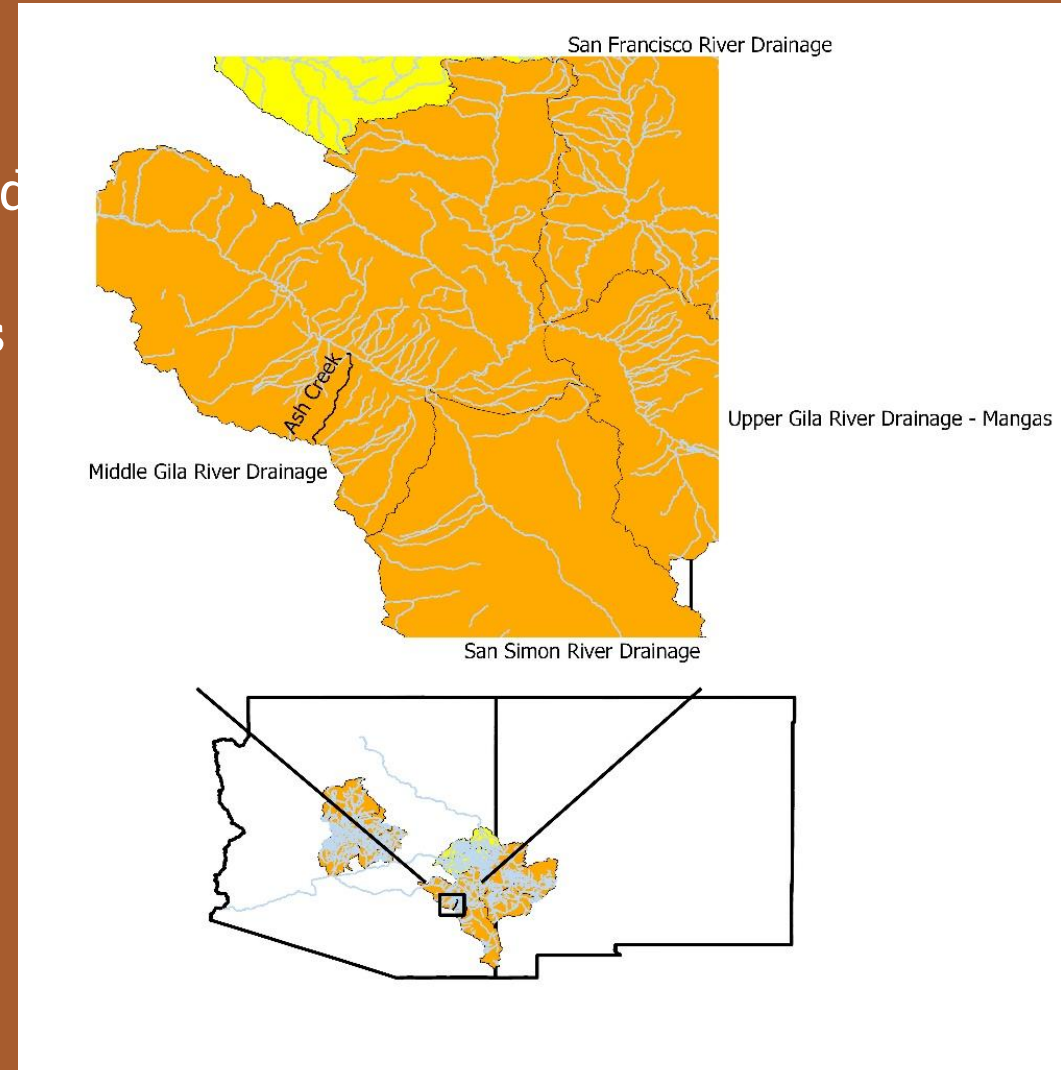 San Francisco River Drainage
d
s
Ash Creek
Upper Gila River Drainage - Mangas
Middle Gila River Drainage
San Simon River Drainage